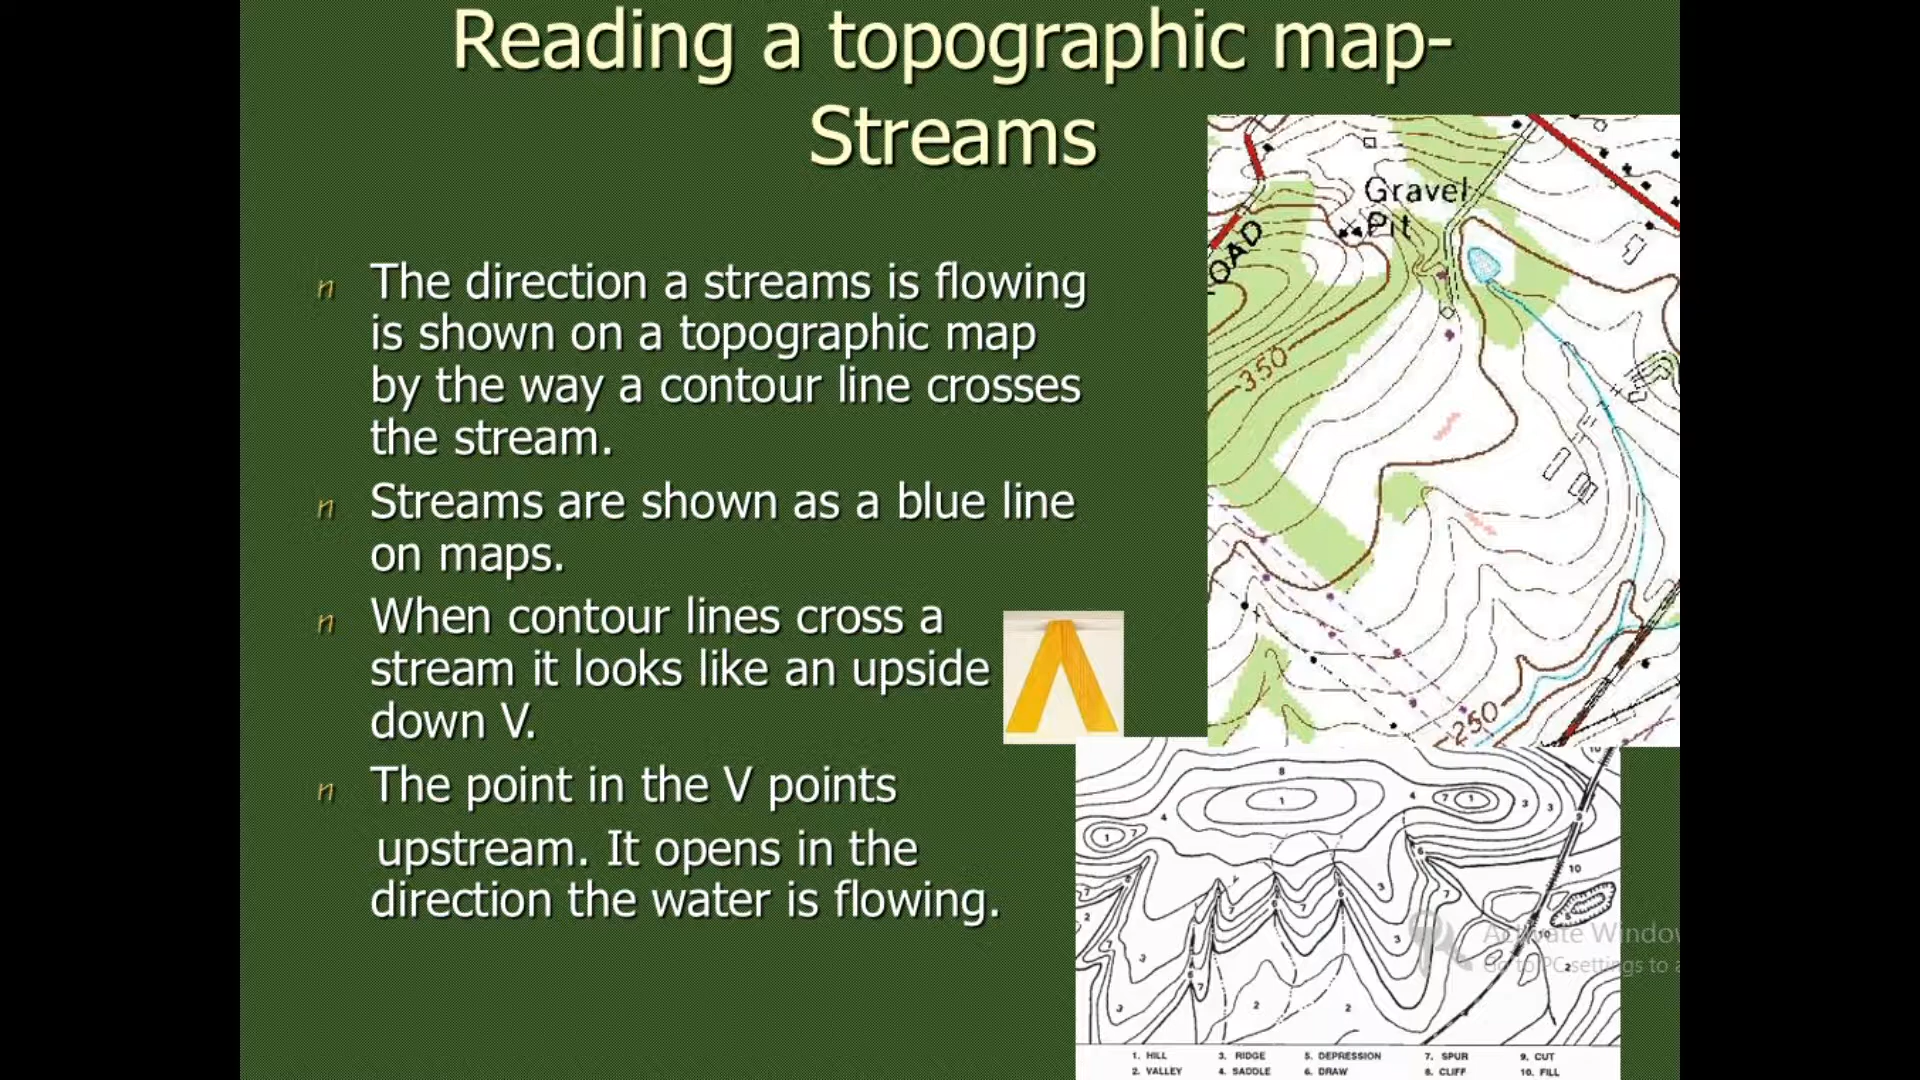 Reading a topographic map-
Streams
n The direction a streams is flowing
is shown on a topographic map
by the way a contour line crosses
the stream.
n Streams are shown as a blue line
on maps.
n When contour lines cross a
stream it looks like an upside
down V.
n The point in the V points
upstream. It opens in the
direction the water is flowing.
Gravel
Pit
OAD
350
250
1. HILL 3. RIDGE 5. DEPRESSION 7. SPUR 9. CUT
2. VALLEY 4. SADDLE 6. DRAW 8. CLIFF 10. FILL